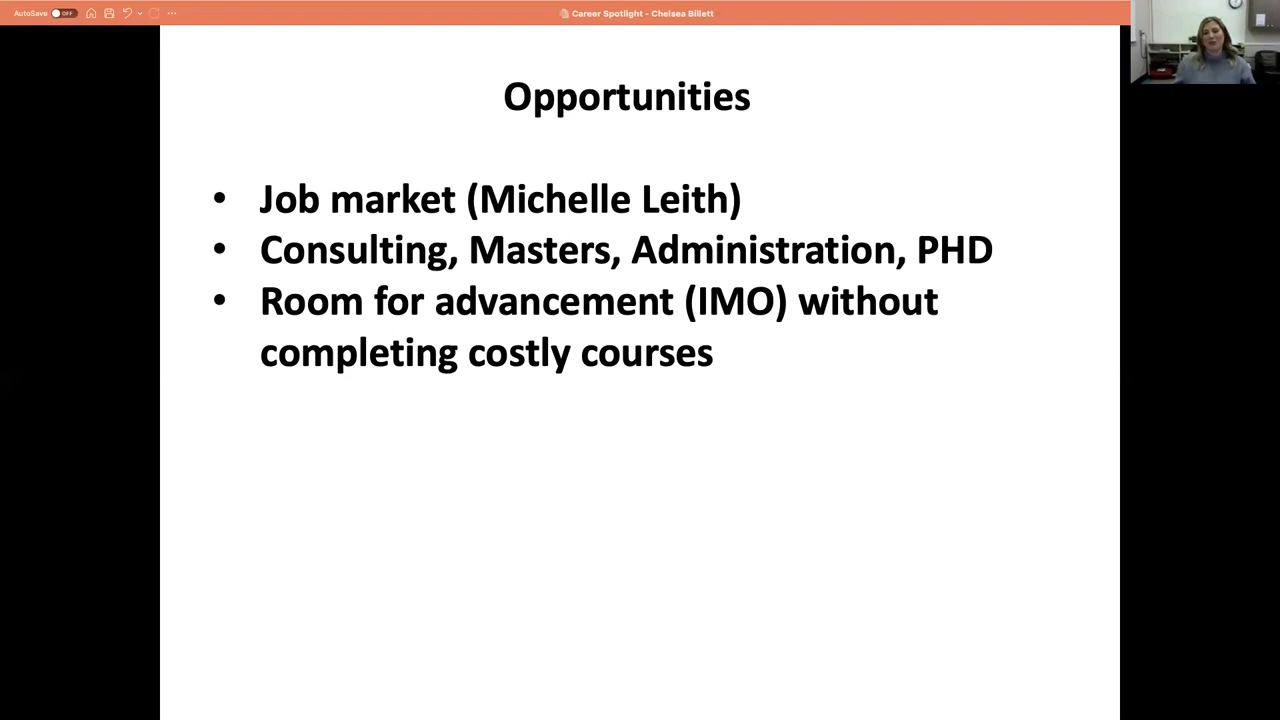 AutoSave OFF
Career Spotlight - Chelsea Billett
Opportunities
• Job market (Michelle Leith)
• Consulting, Masters, Administration, PHD
• Room for advancement (IMO) without
completing costly courses